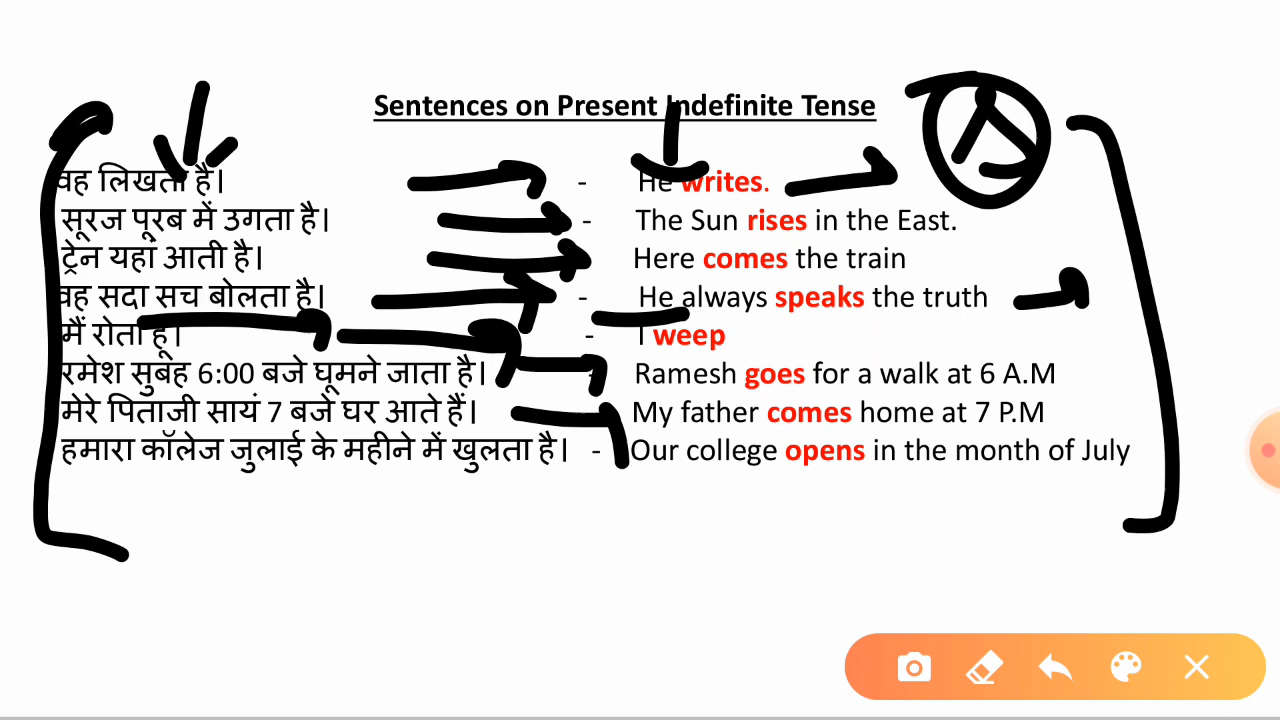 Sentences on Present Indefinite Tense
वह लिखता है। - He writes.
सूरज पूरब में उगता है। - The Sun rises in the East.
ट्रेन यहां आती है। Here comes the train
वह सदा सच बोलता है। - He always speaks the truth
मैं रोता हूं। - I weep
रमेश सुबह 6:00 बजे घूमने जाता है। - Ramesh goes for a walk at 6 A.M
मेरे पिताजी सायं 7 बजे घर आते हैं। My father comes home at 7 P.M
हमारा कॉलेज जुलाई के महीने में खुलता है। - Our college opens in the month of July